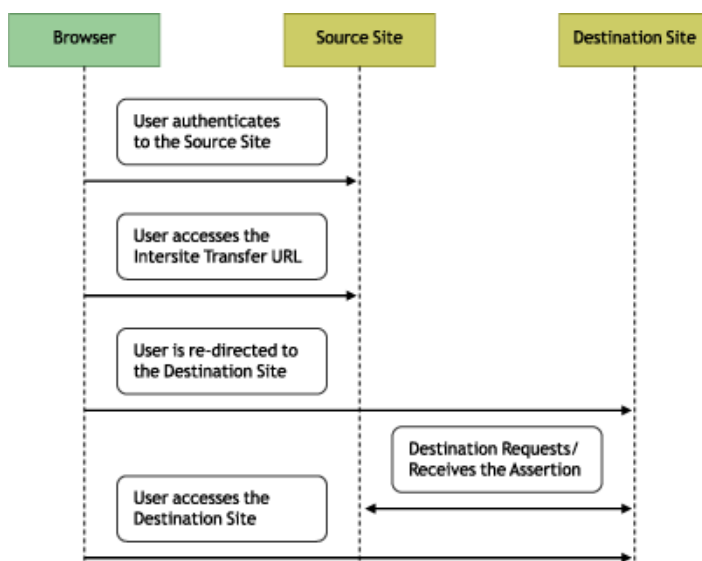 Browser
Source Site
Destination Site
User authenticates
to the Source Site
User accesses the
Intersite Transfer URL
User is re-directed to
the Destination Site
Destination Requests/
Receives the Assertion
User accesses the
Destination Site